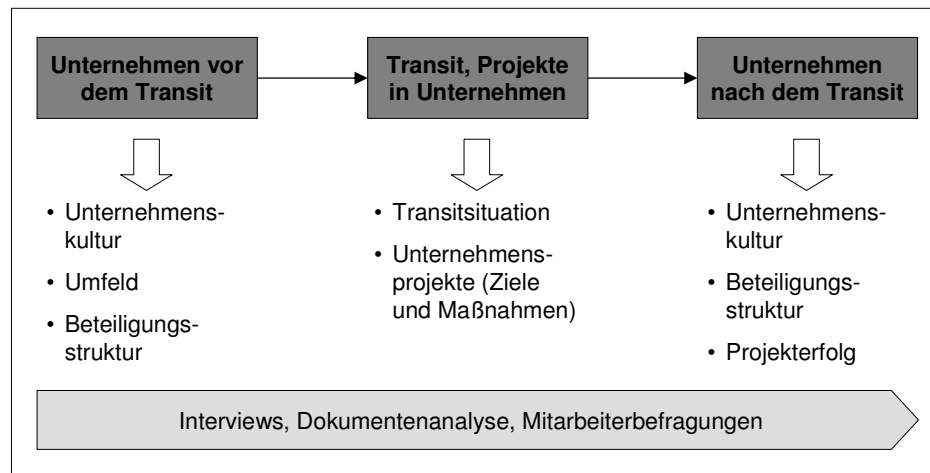 Unternehmen vor
dem Transit
Transit, Projekte
in Unternehmen
Unternehmen
nach dem Transit
• Unternehmens-
kultur
• Umfeld
• Beteiligungs-
struktur
• Transitsituation
• Unternehmens-
projekte (Ziele
und Maßnahmen)
• Unternehmens-
kultur
• Beteiligungs-
struktur
• Projekterfolg
Interviews, Dokumentenanalyse, Mitarbeiterbefragungen